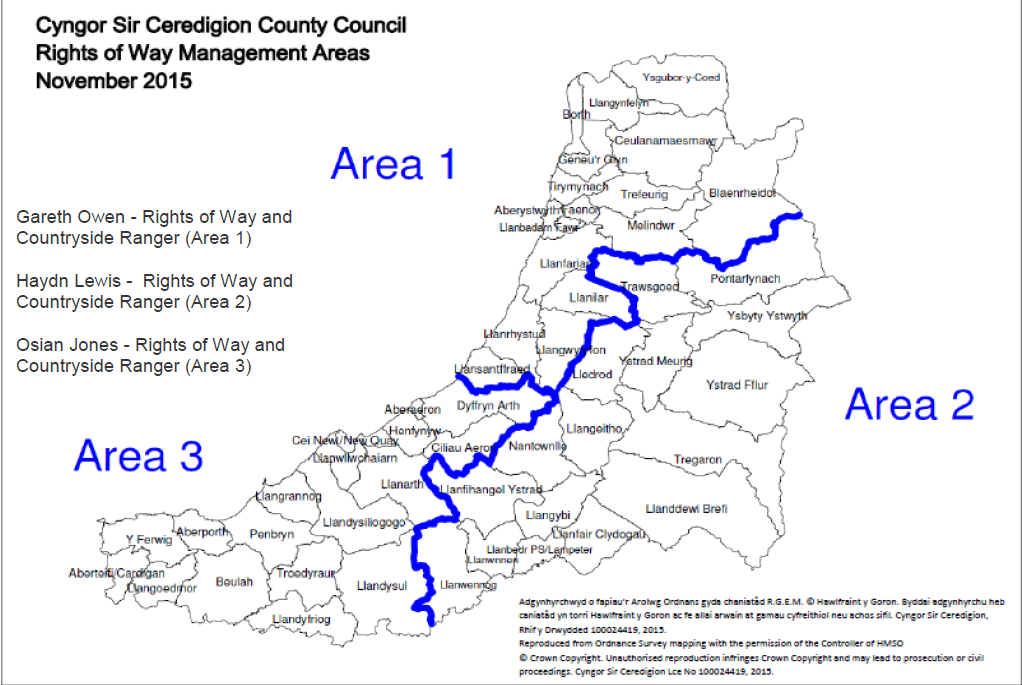 Cyngor Sir Ceredigion County Council
Rights of Way Management Areas
November 2015
Ysgubor-y-Coed
Llangynfelyn
Borth
Ceulanamaesmawr
Area 1
Geneu'r Glyn
Tirymynach
Trefeurig
Blaenrheidol
Gareth Owen - Rights of Way and
Countryside Ranger (Area 1)
Aberystwyth
Faenor
Llanbadarn Fawr
Melindwr
Llanfarian
Haydn Lewis - Rights of Way and
Countryside Ranger (Area 2)
Trawsgoed
Pontarfynach
Llanilar
Ysbyty Ystwyth
Osian Jones - Rights of Way and
Countryside Ranger (Area 3)
Llanrhystud
Llangwyryfon
Ystrad Meurig
Llansantffraed
Lledrod
Ystrad Fflur
Area 2
Aberaeron
Dyffryn Arth
Henfynyw
Llangeitho
Cei New/New Quay
Ciliau Aeron
Nantcwnlle
Area 3
Llanwllwchaiarn
Tregaron
Llanarth
Llanfihangel Ystrad
Llangrannog
Llanddewi Brefi
Llandysiliogogo
Llangybi
Aberporth
Penbryn
Llanfair Clydogau
Y Ferwig
Llanbedr PS/Lampeter
Llanwnnen
Aberteifi/Cardigan
Llangoedmor
Beulah
Troedyraur
Llandysul
Llanwenog
Llandyfriog
Adgynhyrchwyd o fapiau'r Arolwg Ordnans gyda chaniatâd R.G.E.M. © Hawlfraint y Goron. Byddai adgynhyrchu heb
caniatâd yn torri Hawlfraint y Goron ac fe allai arwain at gamau cyfreithiol neu achos sifil. Cyngor Sir Ceredigion,
Rhif y Drwydded 100024419, 2015.
Reproduced from Ordnance Survey mapping with the permission of the Controller of HMSO
© Crown Copyright. Unauthorised reproduction infringes Crown Copyright and may lead to prosecution or civil
proceedings. Cyngor Sir Ceredigion Lce No 100024419, 2015.